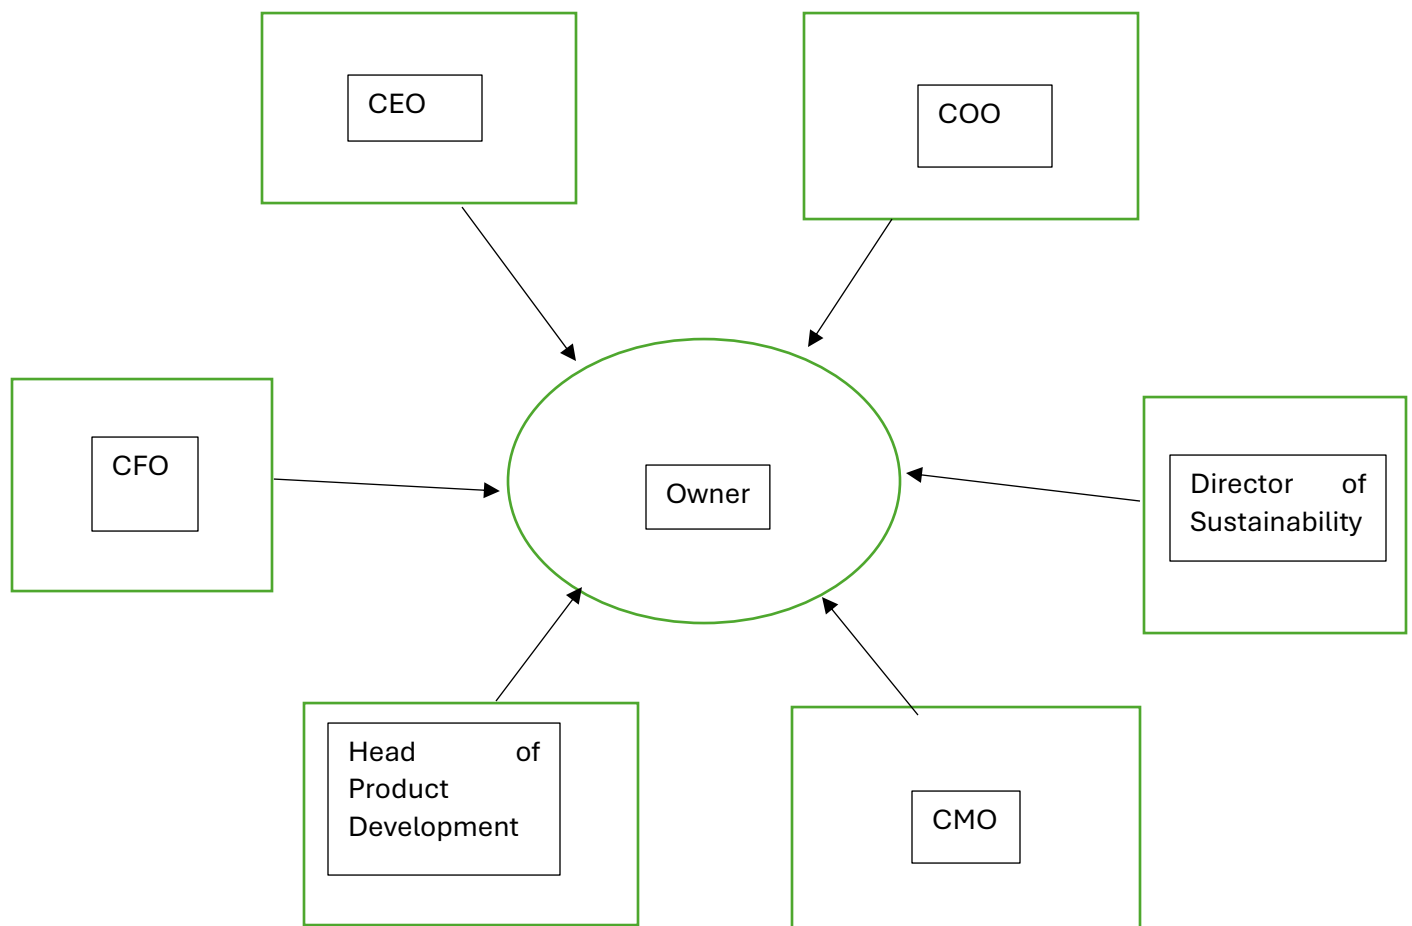 CEO
COO
CFO
Owner
Director of
Sustainability
Head of
Product
Development
CMO